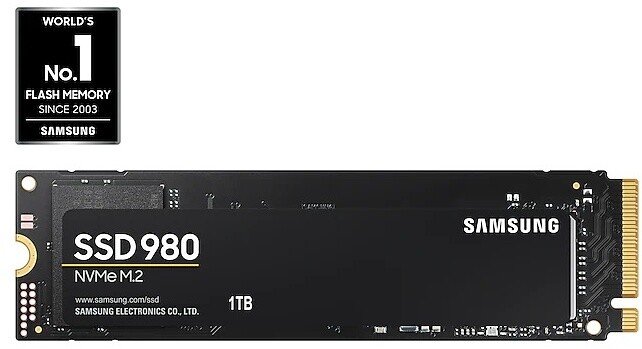 WORLD'S
No.1
FLASH MEMORY
SINCE 2003
SAMSUNG
SAMSUNG
SSD 980
NVMe M.2
www.samsung.com/ssd
SAMSUNG ELECTRONICS CO., LTD.
1TB